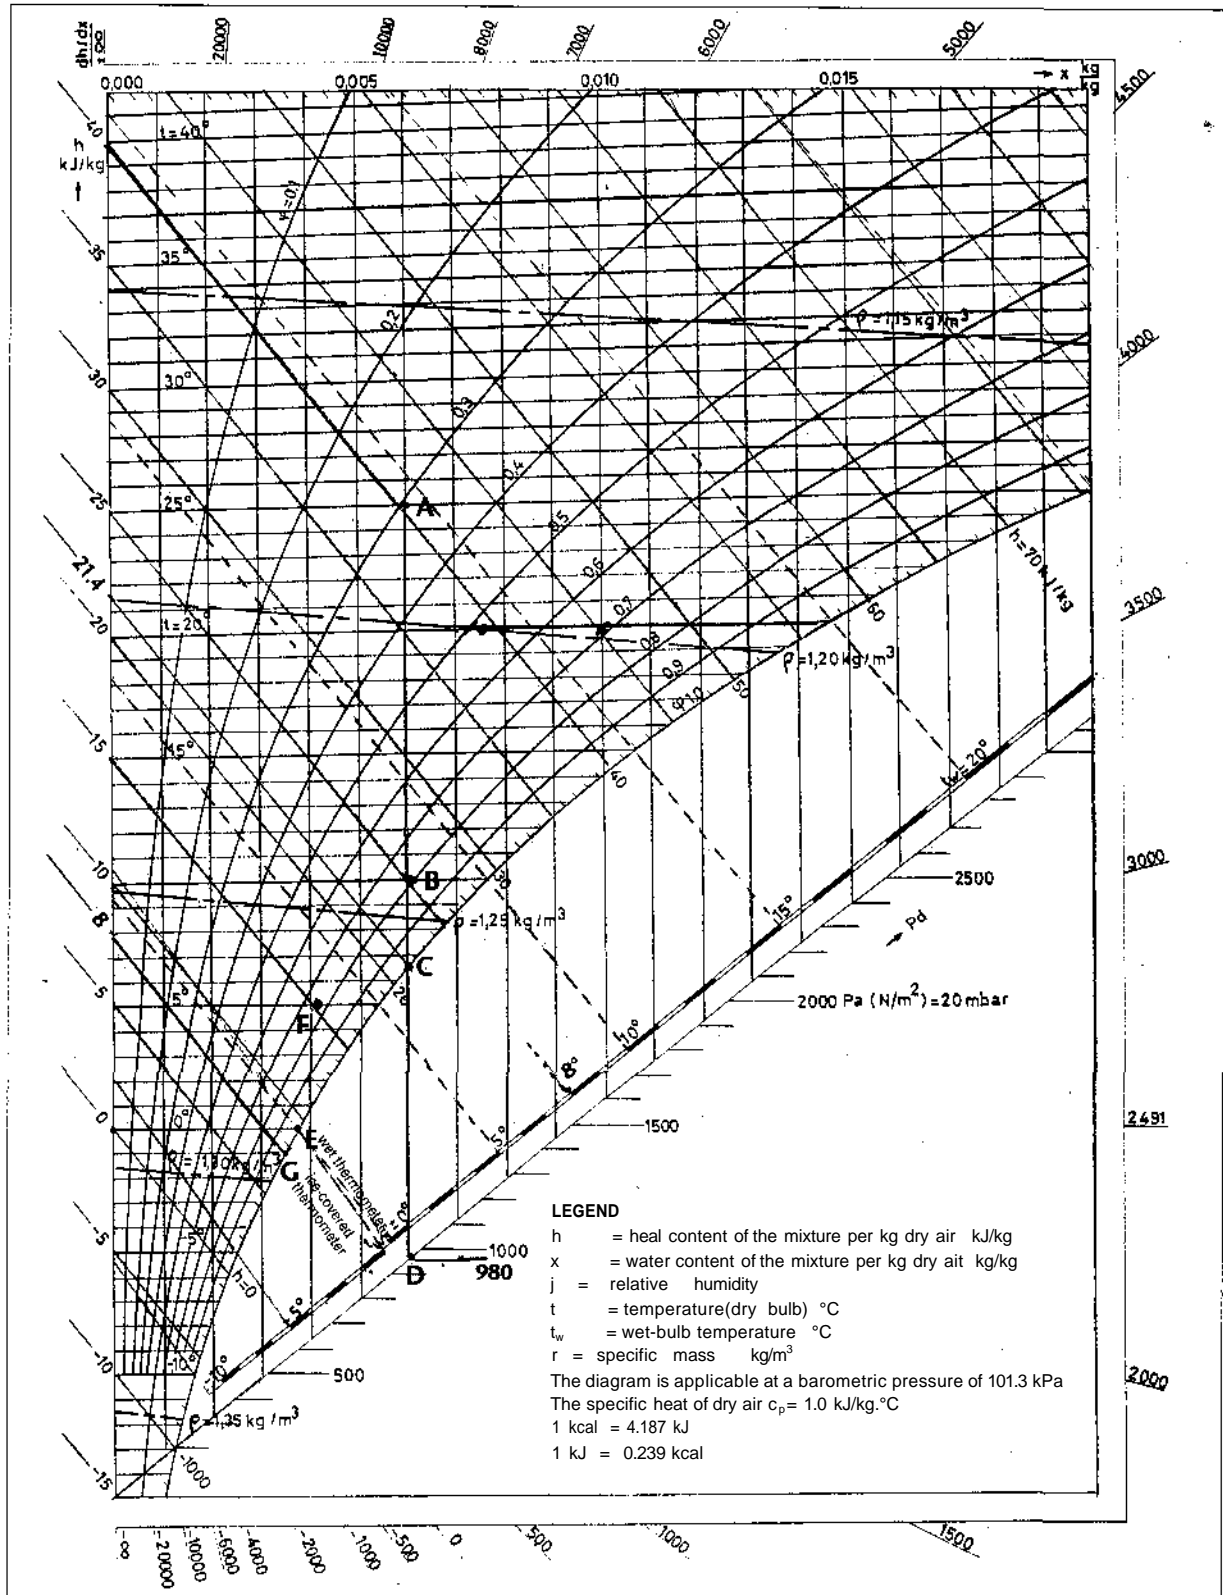 dh/dx
×100
20000
10000
8000
7000
6000
5000
4500
0,000
0,005
0,010
0,015
x kg/kg
h
kJ/kg
40
35
30
25
21.4
20
15
10
8
5
0
-5
-10
-15
t=40°
35°
30°
25°
t=20°
15°
5°
0°
-5°
-10°
φ=0,1
0,2
0,3
0,4
0,5
0,6
0,7
0,8
0,9
φ 1,0
ρ=1,15 kg/m³
ρ=1,20 kg/m³
ρ=1,25 kg/m³
ρ=1,30 kg/m³
ρ=1,35 kg/m³
h=70 kJ/kg
60
50
40
30
20
h=0
A
B
C
D
E
F
G
wet thermometer
ice-covered
thermometer
tw=20°
15°
10°
8°
5°
0°
-5°
-10°
Pd
2500
2000 Pa (N/m²)=20 mbar
1500
1000
980
500
4000
3500
3000
2491
2000
LEGEND
h = heal content of the mixture per kg dry air kJ/kg
x = water content of the mixture per kg dry ait kg/kg
j = relative humidity
t = temperature(dry bulb) °C
tw = wet-bulb temperature °C
r = specific mass kg/m³
The diagram is applicable at a barometric pressure of 101.3 kPa
The specific heat of dry air cp= 1.0 kJ/kg.°C
1 kcal = 4.187 kJ
1 kJ = 0.239 kcal
-1000
-∞
-20000
-10000
-6000
-4000
-2000
-1000
-500
0
500
1000
1500